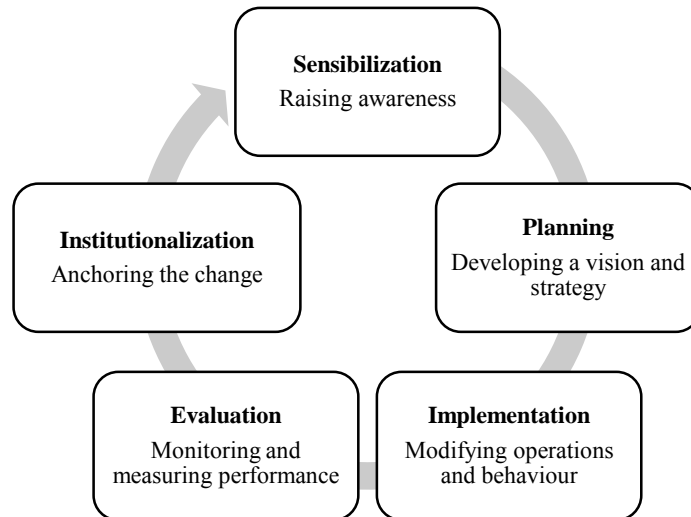 Sensibilization
Raising awareness
Planning
Developing a vision and
strategy
Implementation
Modifying operations
and behaviour
Evaluation
Monitoring and
measuring performance
Institutionalization
Anchoring the change